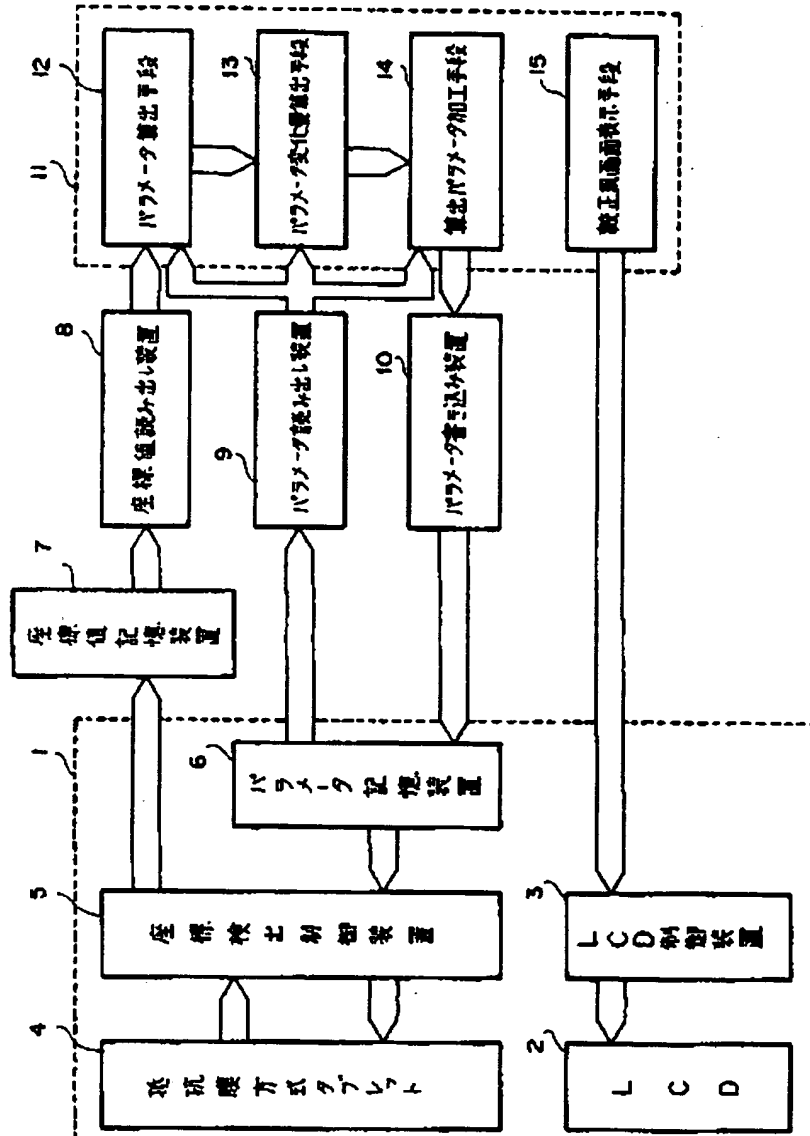 1
2
LCD
3
LCD制御装置
4
抵抗膜方式タブレット
5
座標検出制御装置
6
パラメータ記憶装置
7
座標値記憶装置
8
座標値読み出し装置
9
パラメータ読み出し装置
10
パラメータ書き込み装置
11
12
パラメータ算出手段
13
パラメータ変化量算出手段
14
算出パラメータ加工手段
15
較正用画面表示手段